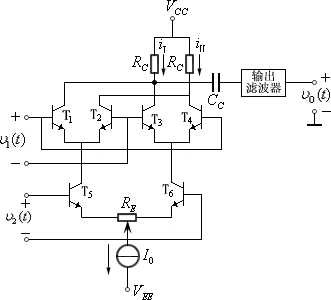 V_CC
i_I i_II
R_C R_C
C_C
输出
滤波器
+
υ_0(t)
−
+
T_1 T_2 T_3 T_4
υ_1(t)
−
+
T_5 T_6
υ_2(t)
R_E
−
I_0
V_EE